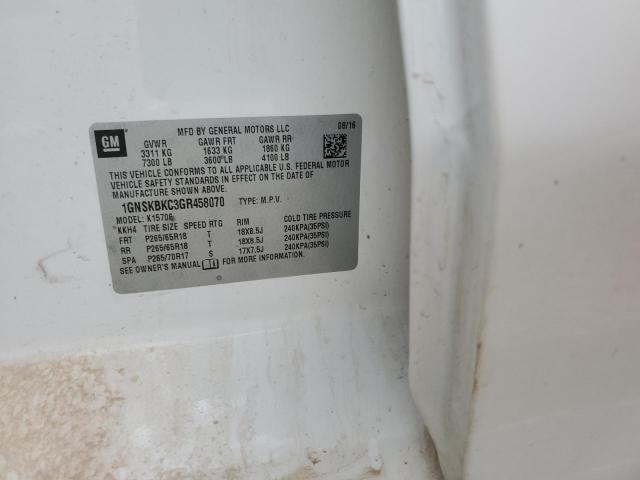 GM
MFD BY GENERAL MOTORS LLC 08/16
GVWR GAWR FRT GAWR RR
3311 KG 1633 KG 1860 KG
7300 LB 3600 LB 4100 LB
THIS VEHICLE CONFORMS TO ALL APPLICABLE U.S. FEDERAL MOTOR
VEHICLE SAFETY STANDARDS IN EFFECT ON THE DATE OF
MANUFACTURE SHOWN ABOVE.
1GNSKBKC3GR458070 TYPE: M.P.V.
MODEL: K15706
KKH4 TIRE SIZE SPEED RTG RIM COLD TIRE PRESSURE
FRT P265/65R18 T 18X8.5J 240KPA(35PSI)
RR P265/65R18 T 18X8.5J 240KPA(35PSI)
SPA P265/70R17 S 17X7.5J 240KPA(35PSI)
SEE OWNER'S MANUAL FOR MORE INFORMATION.